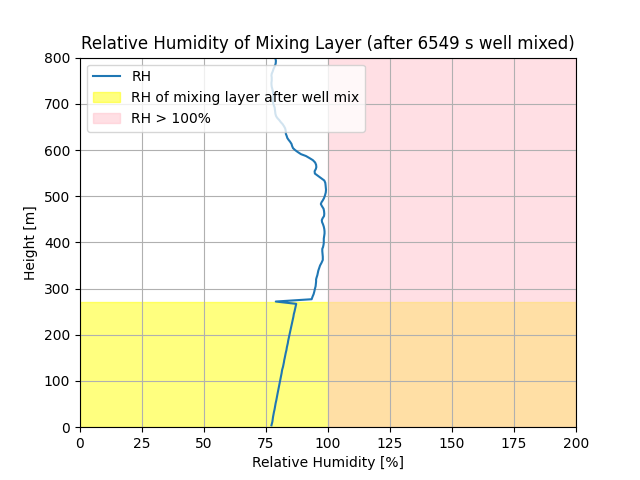 Relative Humidity of Mixing Layer (after 6549 s well mixed)
800
700
600
500
400
300
200
100
0
Height [m]
RH
RH of mixing layer after well mix
RH > 100%
0 25 50 75 100 125 150 175 200
Relative Humidity [%]